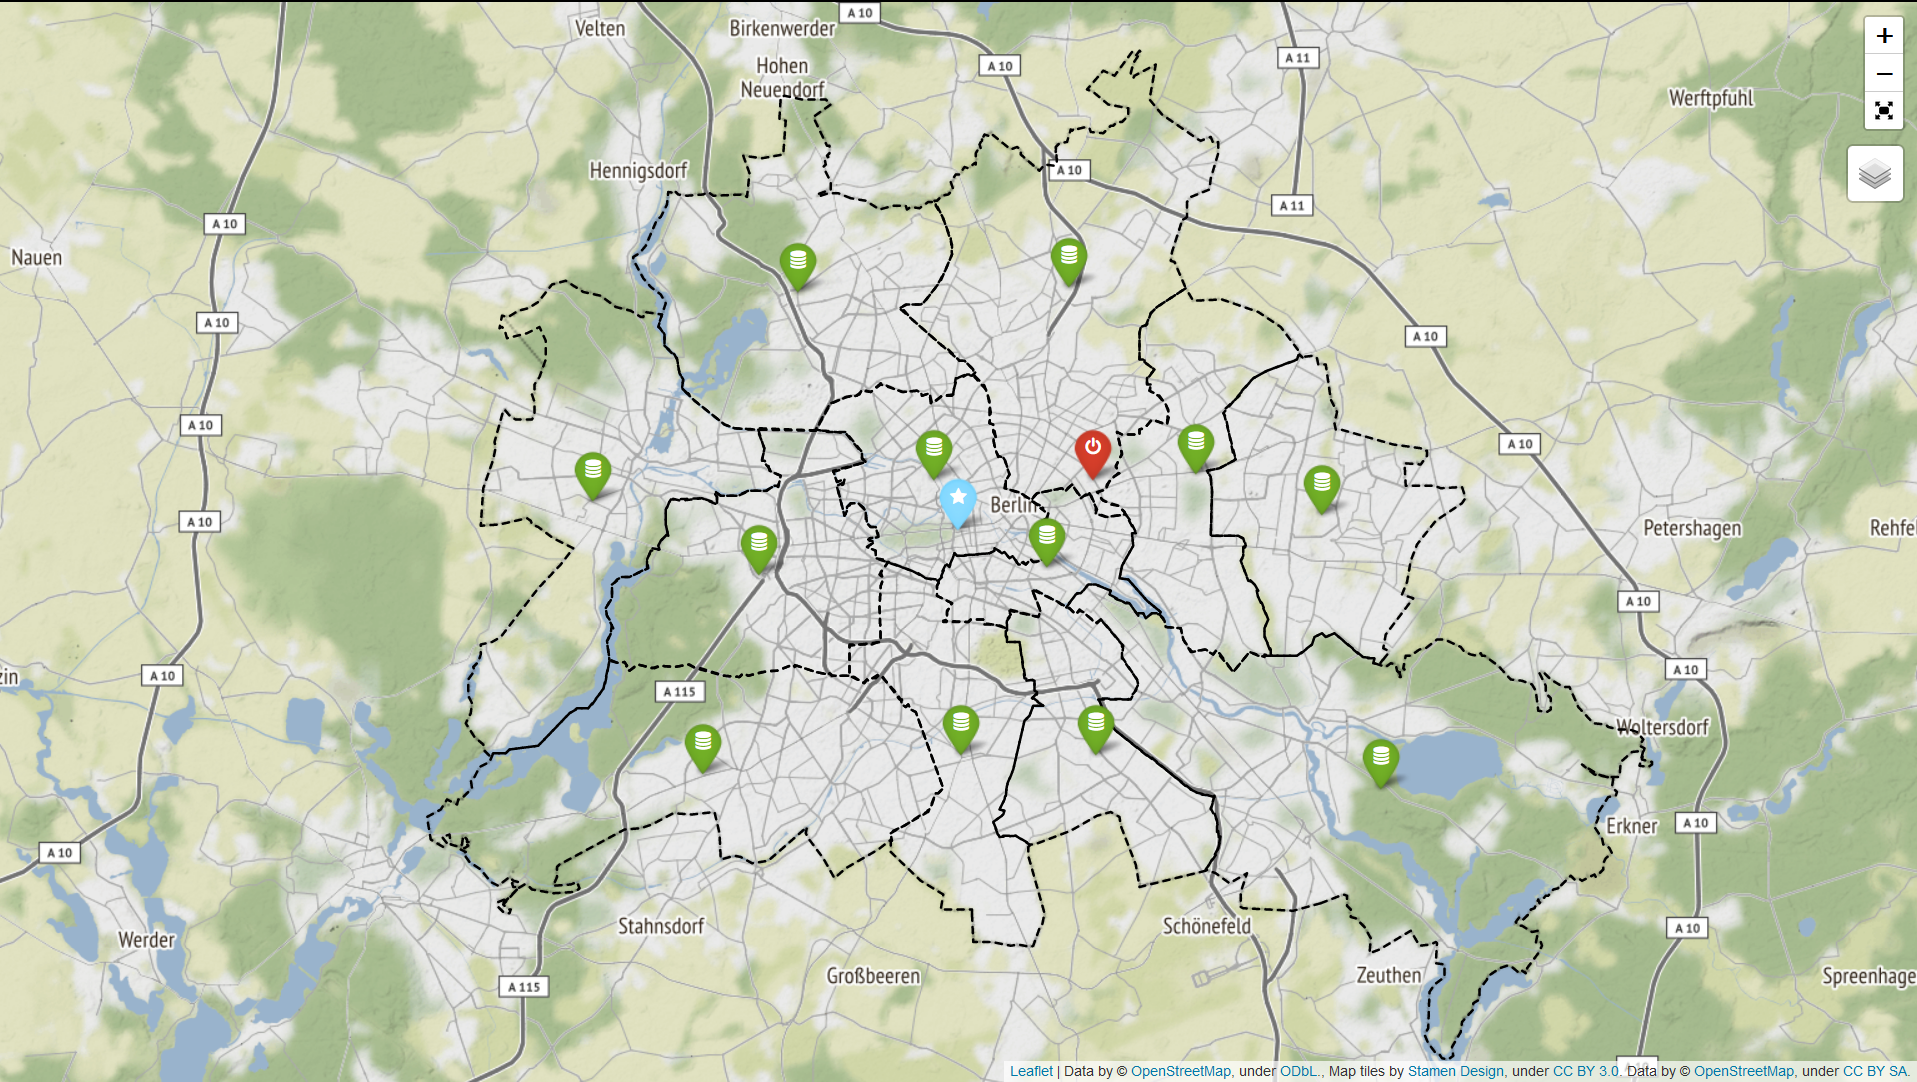 A 10
Velten
Birkenwerder
+
A 11
A 10
−
Hohen
Neuendorf
Werftpfuhl
Hennigsdorf
A 10
A 11
A 10
Nauen
A 10
A 10
A 10
A 10
Berlin
A 10
Petershagen
Rehfel
A 10
A 10
zin
A 10
A 115
Woltersdorf
Erkner
A 10
A 10
Stahnsdorf
Schönefeld
A 10
Werder
Großbeeren
Zeuthen
Spreenhage
A 115
Leaflet | Data by © OpenStreetMap, under ODbL., Map tiles by Stamen Design, under CC BY 3.0. Data by © OpenStreetMap, under CC BY SA.